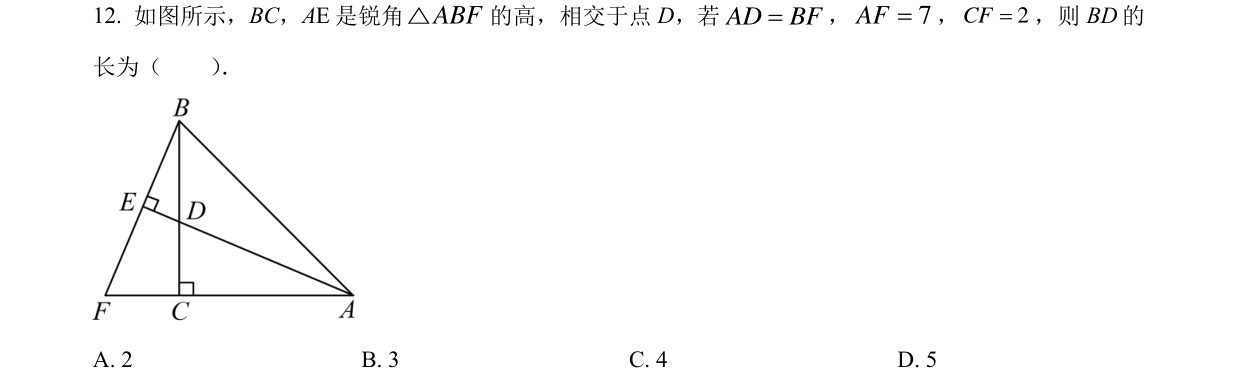 12. 如图所示，BC，AE 是锐角△ABF 的高，相交于点 D，若 AD = BF，AF = 7，CF = 2，则 BD 的
长为（　　）.
B
E
D
F
C
A
A. 2
B. 3
C. 4
D. 5